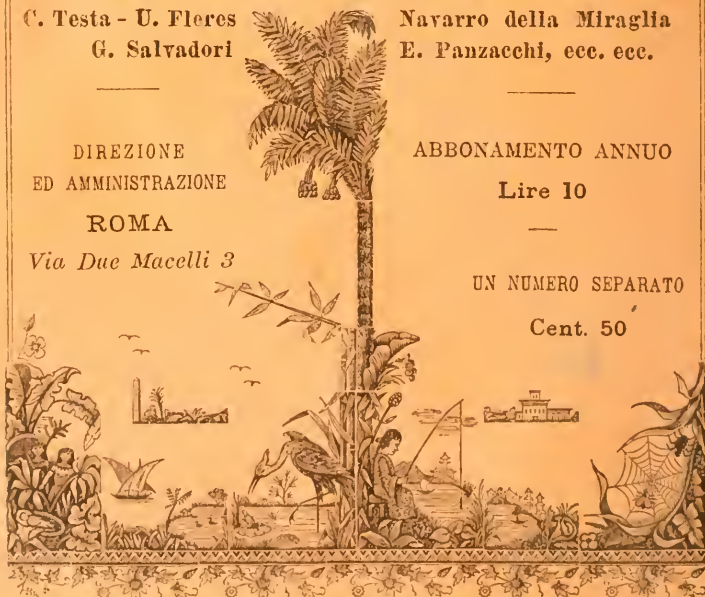 C. Testa - U. Fleres
G. Salvadori
Navarro della Miraglia
E. Panzacchi, ecc. ecc.
DIREZIONE
ED AMMINISTRAZIONE
ROMA
Via Due Macelli 3
ABBONAMENTO ANNUO
Lire 10
UN NUMERO SEPARATO
Cent. 50